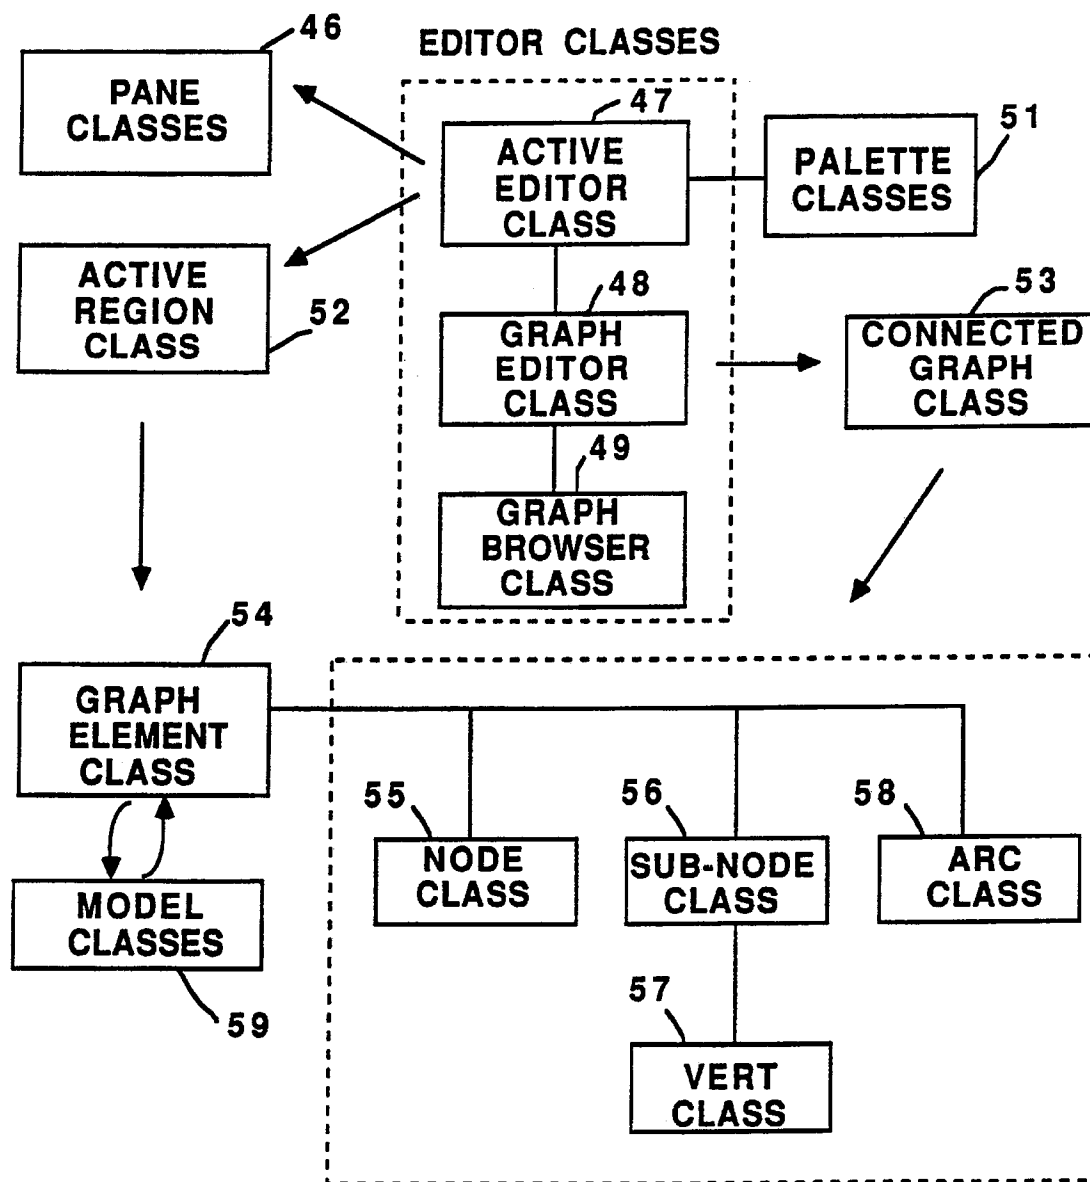 46
EDITOR CLASSES
PANE
CLASSES
47
ACTIVE
EDITOR
CLASS
51
PALETTE
CLASSES
ACTIVE
REGION
CLASS
52
48
GRAPH
EDITOR
CLASS
53
CONNECTED
GRAPH
CLASS
49
GRAPH
BROWSER
CLASS
54
GRAPH
ELEMENT
CLASS
55
NODE
CLASS
56
SUB-NODE
CLASS
58
ARC
CLASS
MODEL
CLASSES
59
57
VERT
CLASS